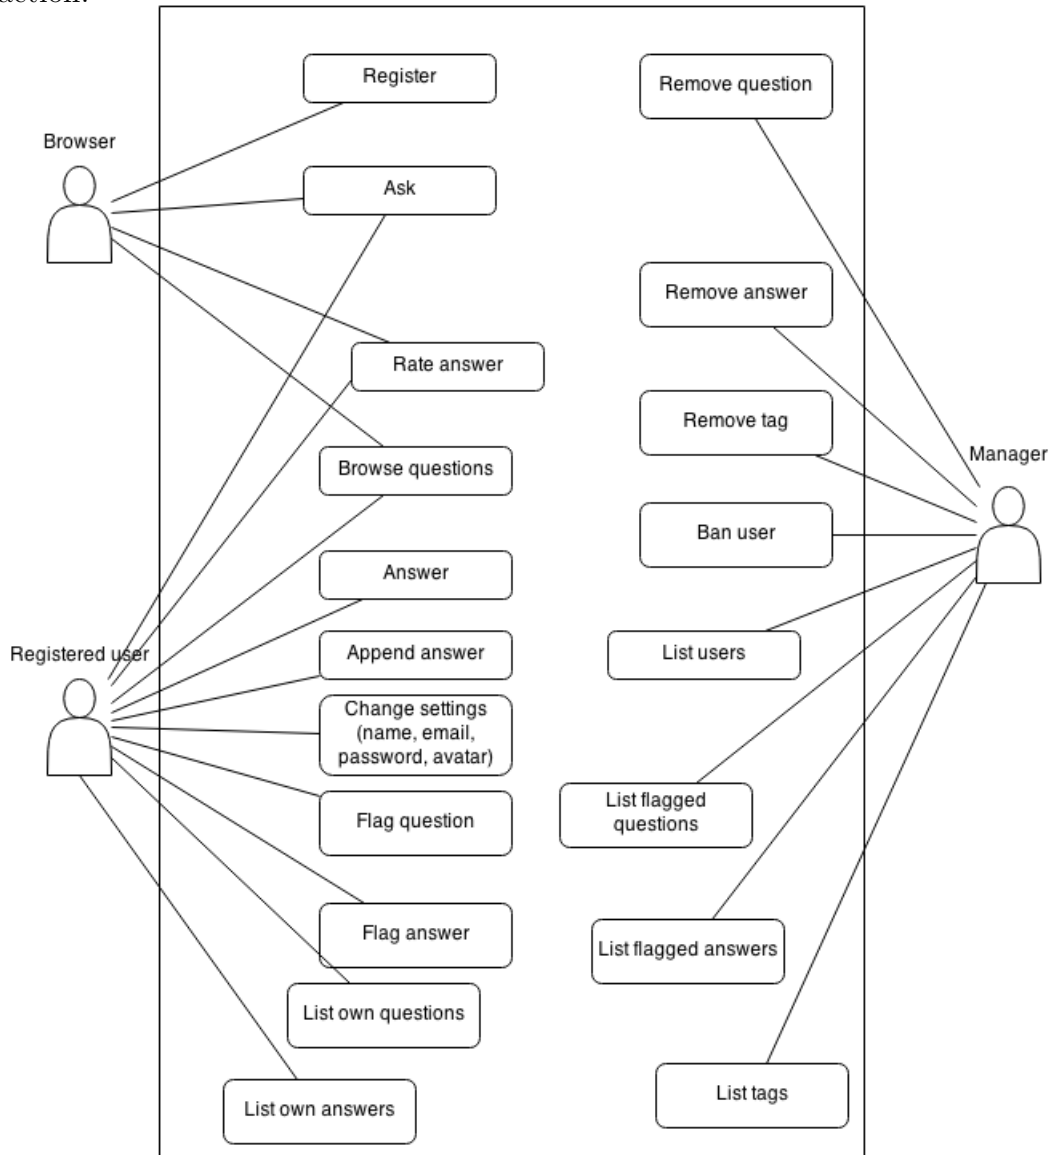 Register
Remove question
Browser
Ask
Remove answer
Rate answer
Remove tag
Manager
Browse questions
Ban user
Answer
Registered user
Append answer
List users
Change settings
(name, email,
password, avatar)
List flagged
questions
Flag question
Flag answer
List flagged answers
List own questions
List tags
List own answers